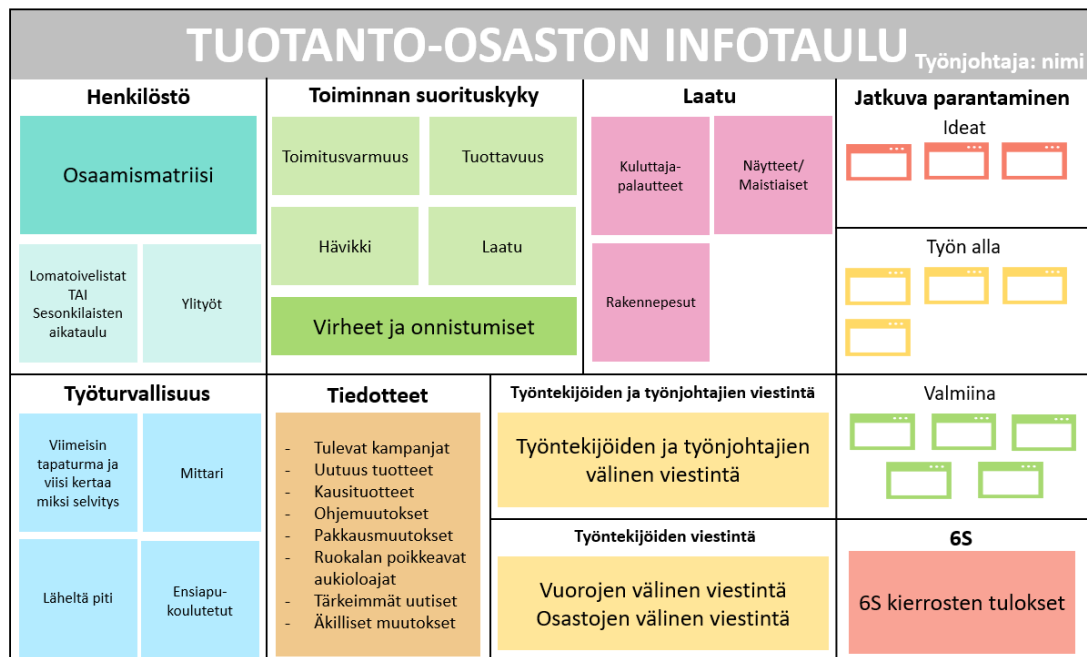 TUOTANTO-OSASTON INFOTAULU
Työnjohtaja: nimi
Henkilöstö
Osaamismatriisi
Lomatoivelistat
TAI
Sesonkilaisten
aikataulu
Ylityöt
Toiminnan suorituskyky
Toimitusvarmuus
Tuottavuus
Hävikki
Laatu
Virheet ja onnistumiset
Laatu
Kuluttaja-
palautteet
Näytteet/
Maistiaiset
Rakennepesut
Jatkuva parantaminen
Ideat
Työn alla
Valmiina
Työturvallisuus
Viimeisin
tapaturma ja
viisi kertaa
miksi selvitys
Mittari
Läheltä piti
Ensiapu-
koulutetut
Tiedotteet
- Tulevat kampanjat
- Uutuus tuotteet
- Kausituotteet
- Ohjemuutokset
- Pakkausmuutokset
- Ruokalan poikkeavat
aukioloajat
- Tärkeimmät uutiset
- Äkilliset muutokset
Työntekijöiden ja työnjohtajien viestintä
Työntekijöiden ja työnjohtajien
välinen viestintä
Työntekijöiden viestintä
Vuorojen välinen viestintä
Osastojen välinen viestintä
6S
6S kierrosten tulokset